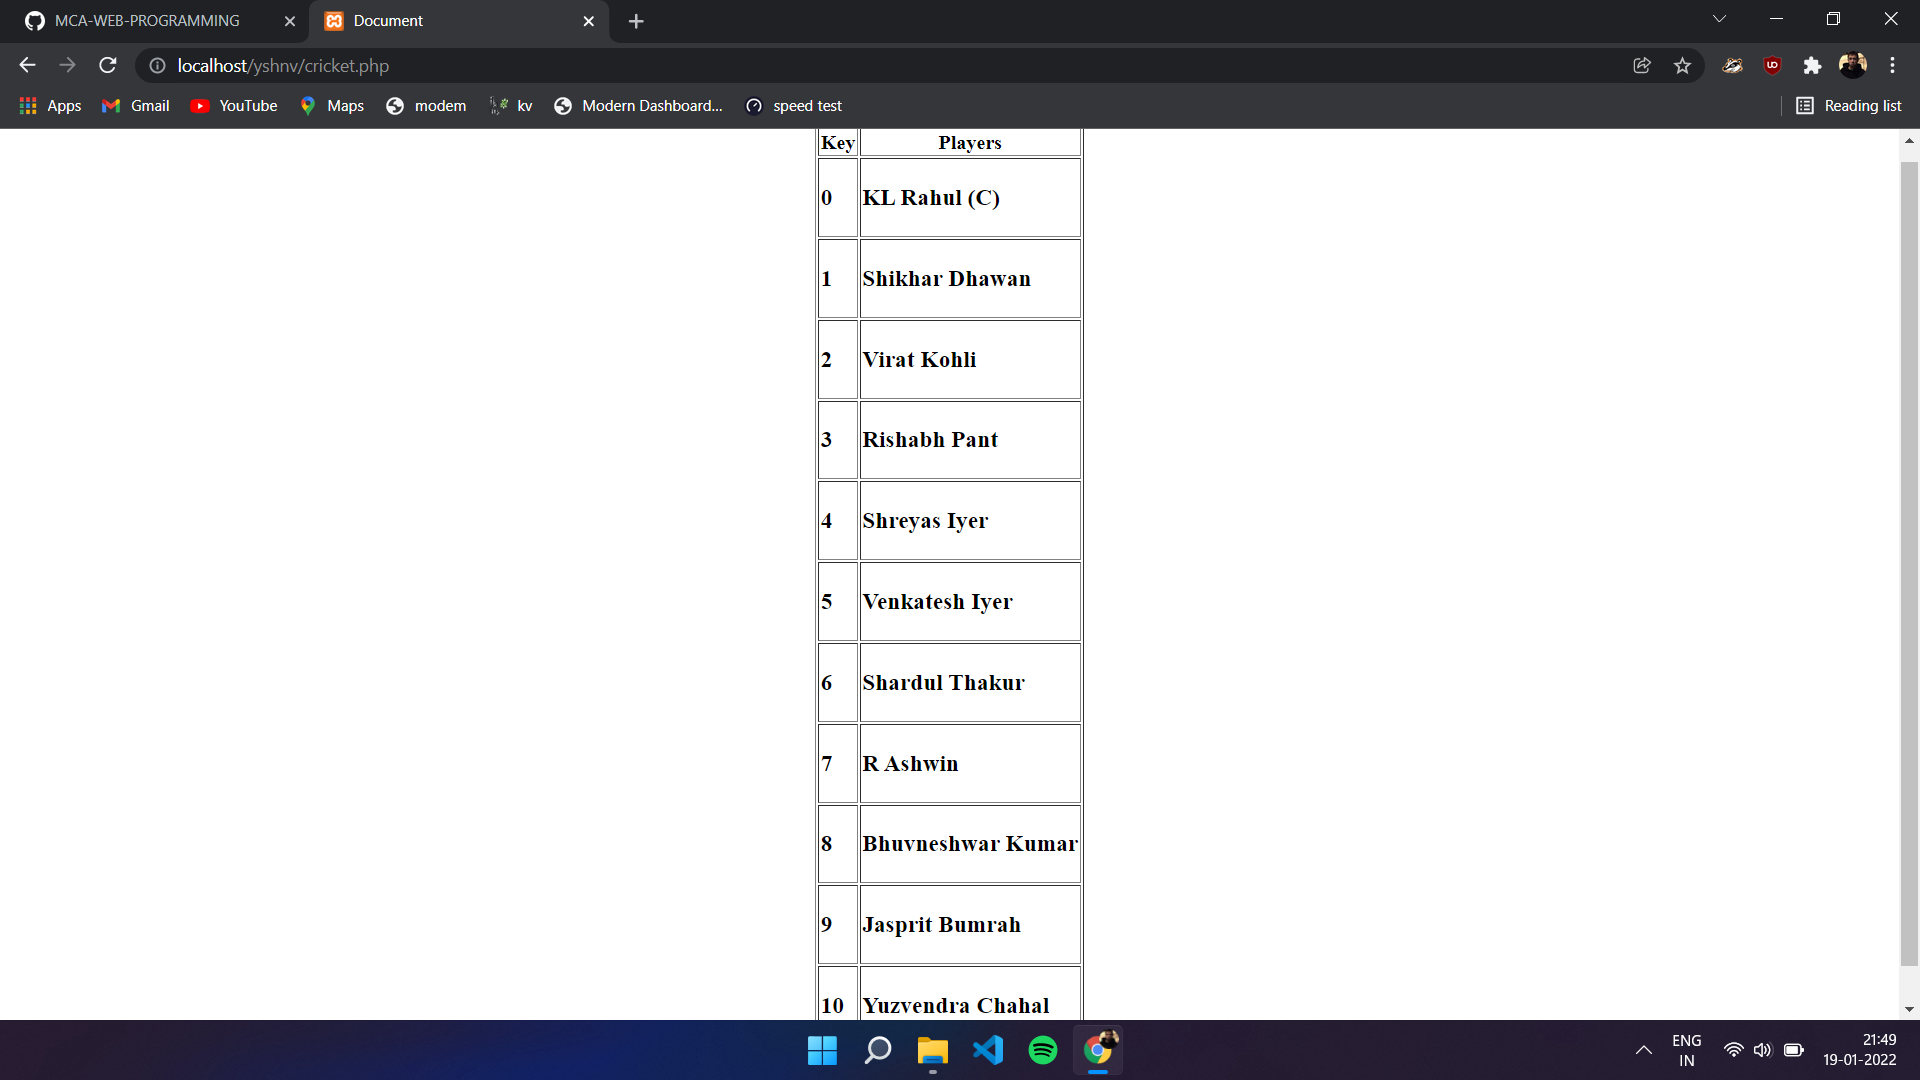 MCA-WEB-PROGRAMMING
Document
localhost/yshnv/cricket.php
Apps Gmail YouTube Maps modem kv Modern Dashboard... speed test Reading list
Key Players
0 KL Rahul (C)
1 Shikhar Dhawan
2 Virat Kohli
3 Rishabh Pant
4 Shreyas Iyer
5 Venkatesh Iyer
6 Shardul Thakur
7 R Ashwin
8 Bhuvneshwar Kumar
9 Jasprit Bumrah
10 Yuzvendra Chahal
ENG 21:49
IN 19-01-2022